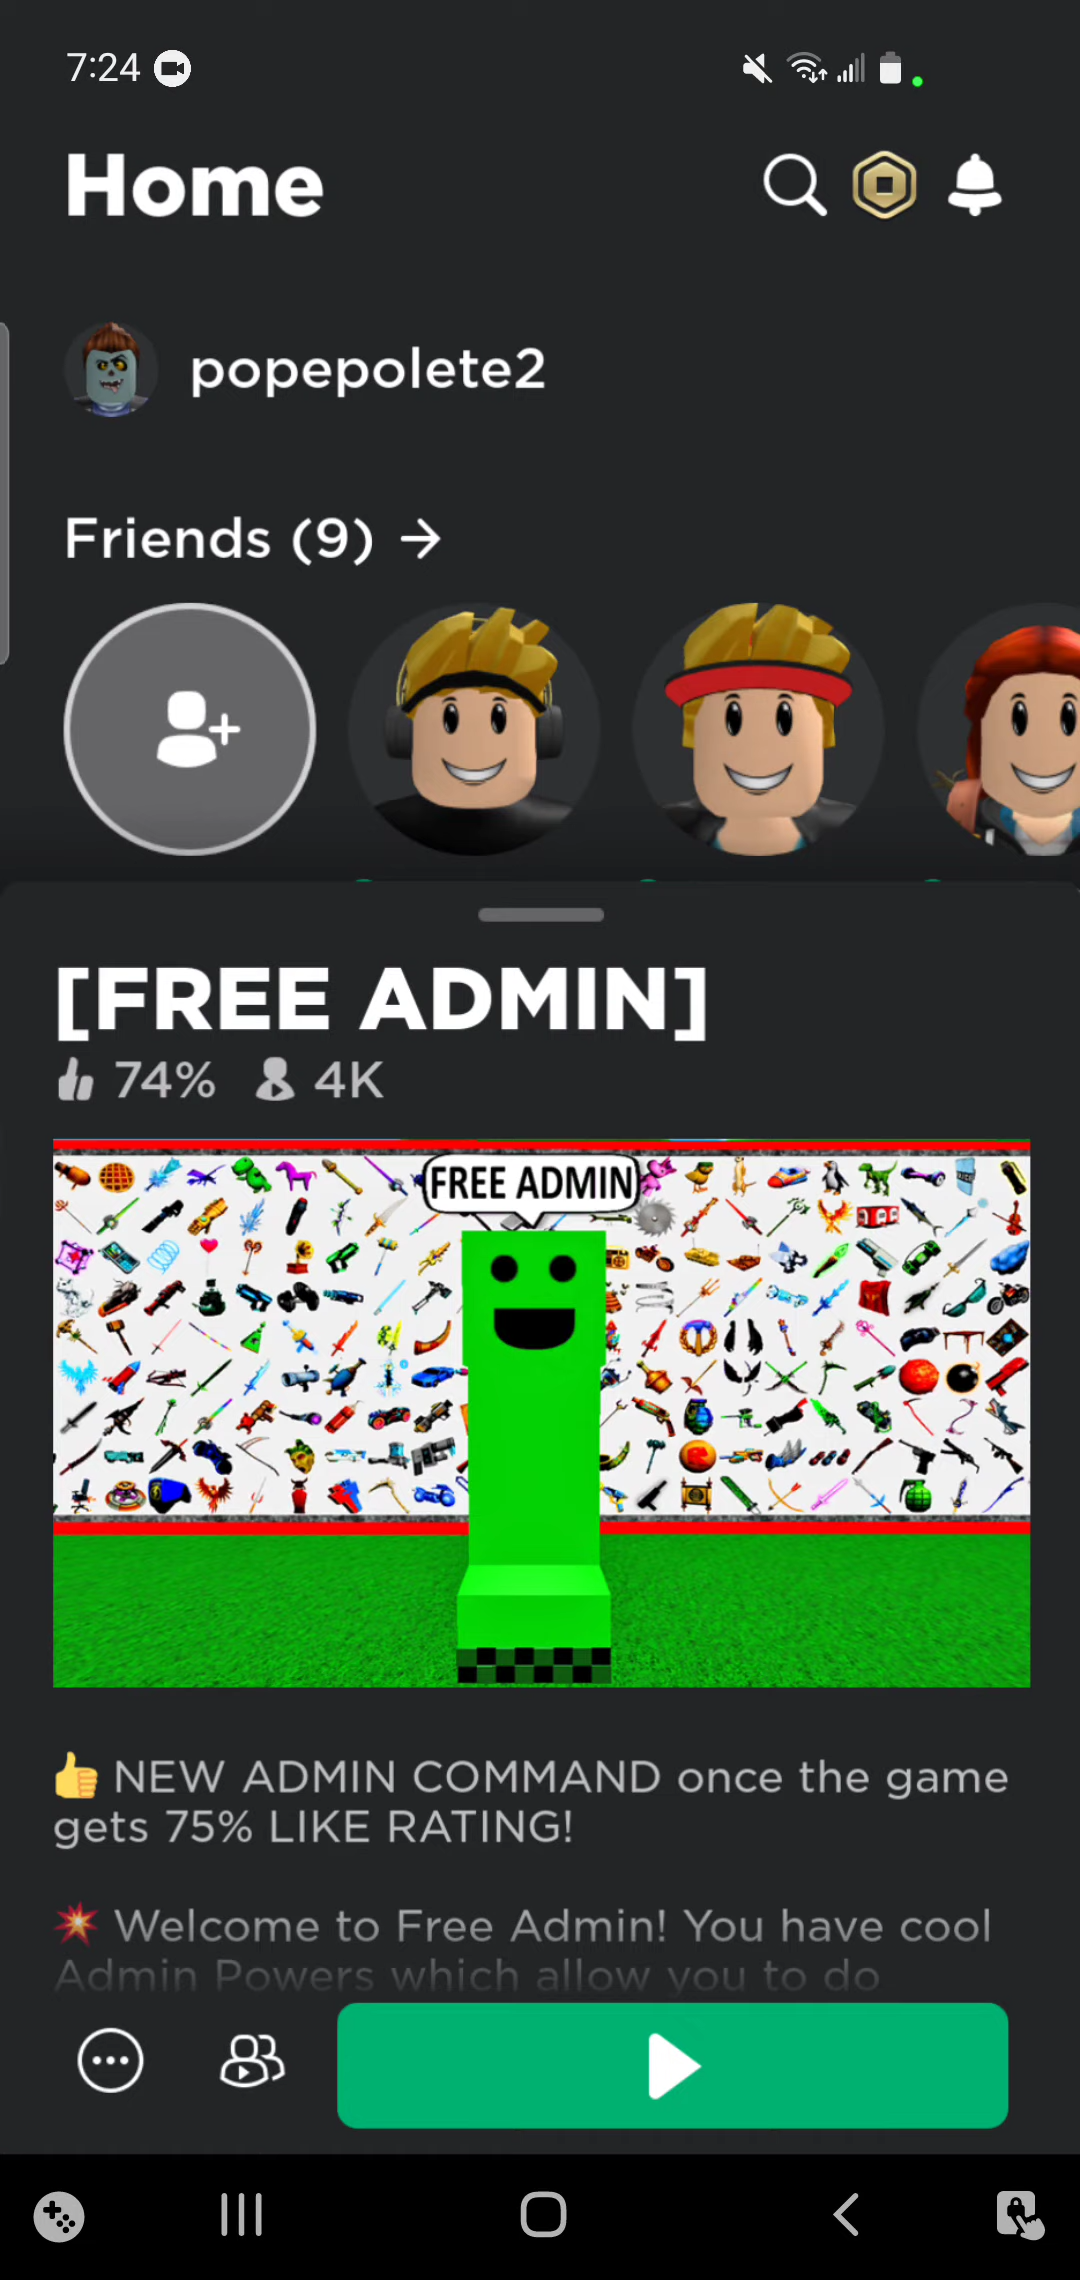 7:24
Home
popepolete2
Friends (9) →
[FREE ADMIN]
74% 4K
FREE ADMIN
👍 NEW ADMIN COMMAND once the game
gets 75% LIKE RATING!
💥 Welcome to Free Admin! You have cool
Admin Powers which allow you to do